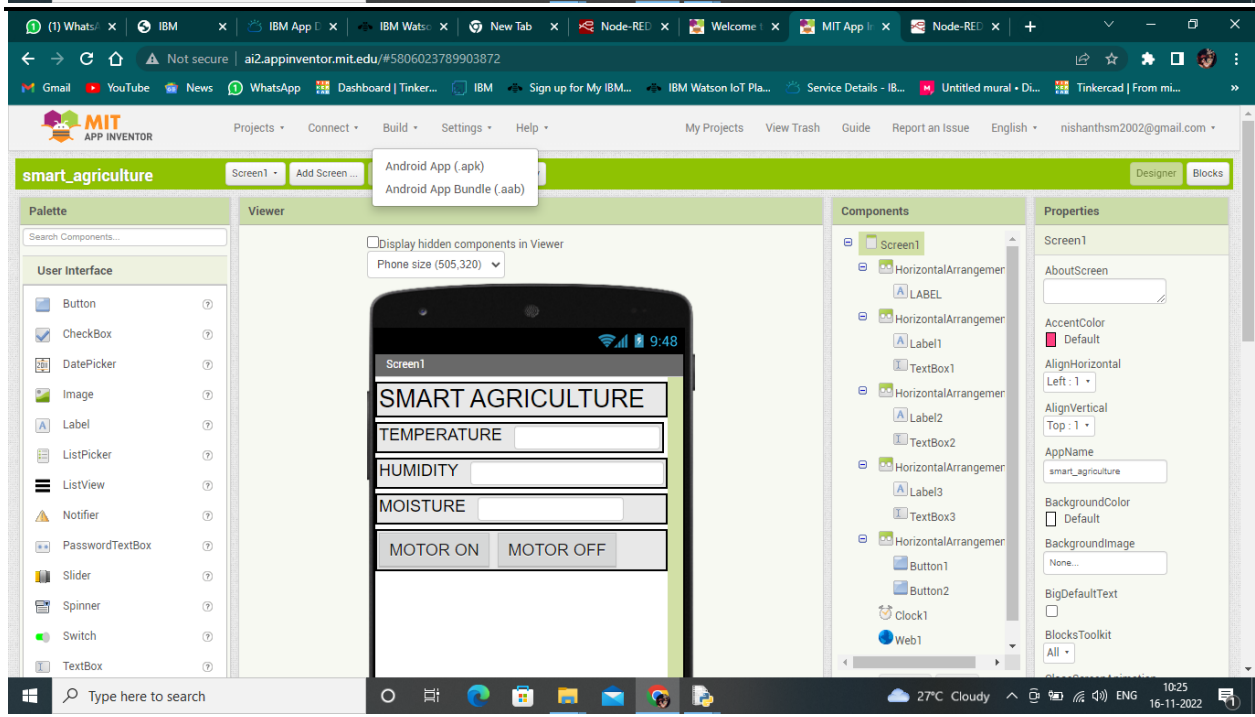 (1) WhatsA
IBM
IBM App D
IBM Watso
New Tab
Node-RED
Welcome t
MIT App In
Node-RED
Not secure | ai2.appinventor.mit.edu/#5806023789903872
Gmail
YouTube
News
WhatsApp
Dashboard | Tinker...
IBM
Sign up for My IBM...
IBM Watson IoT Pla...
Service Details - IB...
Untitled mural • Di...
Tinkercad | From mi...
»
MIT
APP INVENTOR
Projects
Connect
Build
Settings
Help
My Projects
View Trash
Guide
Report an Issue
English
nishanthsm2002@gmail.com
Android App (.apk)
Android App Bundle (.aab)
smart_agriculture
Screen1
Add Screen ...
Designer
Blocks
Palette
Search Components...
User Interface
Button
CheckBox
DatePicker
Image
Label
ListPicker
ListView
Notifier
PasswordTextBox
Slider
Spinner
Switch
TextBox
Viewer
Display hidden components in Viewer
Phone size (505,320)
9:48
Screen1
SMART AGRICULTURE
TEMPERATURE
HUMIDITY
MOISTURE
MOTOR ON
MOTOR OFF
Components
Screen1
HorizontalArrangemen
LABEL
HorizontalArrangemen
Label1
TextBox1
HorizontalArrangemen
Label2
TextBox2
HorizontalArrangemen
Label3
TextBox3
HorizontalArrangemen
Button1
Button2
Clock1
Web1
Properties
Screen1
AboutScreen
AccentColor
Default
AlignHorizontal
Left : 1
AlignVertical
Top : 1
AppName
smart_agriculture
BackgroundColor
Default
BackgroundImage
None...
BigDefaultText
BlocksToolkit
All
Type here to search
27°C Cloudy
ENG
10:25
16-11-2022
1